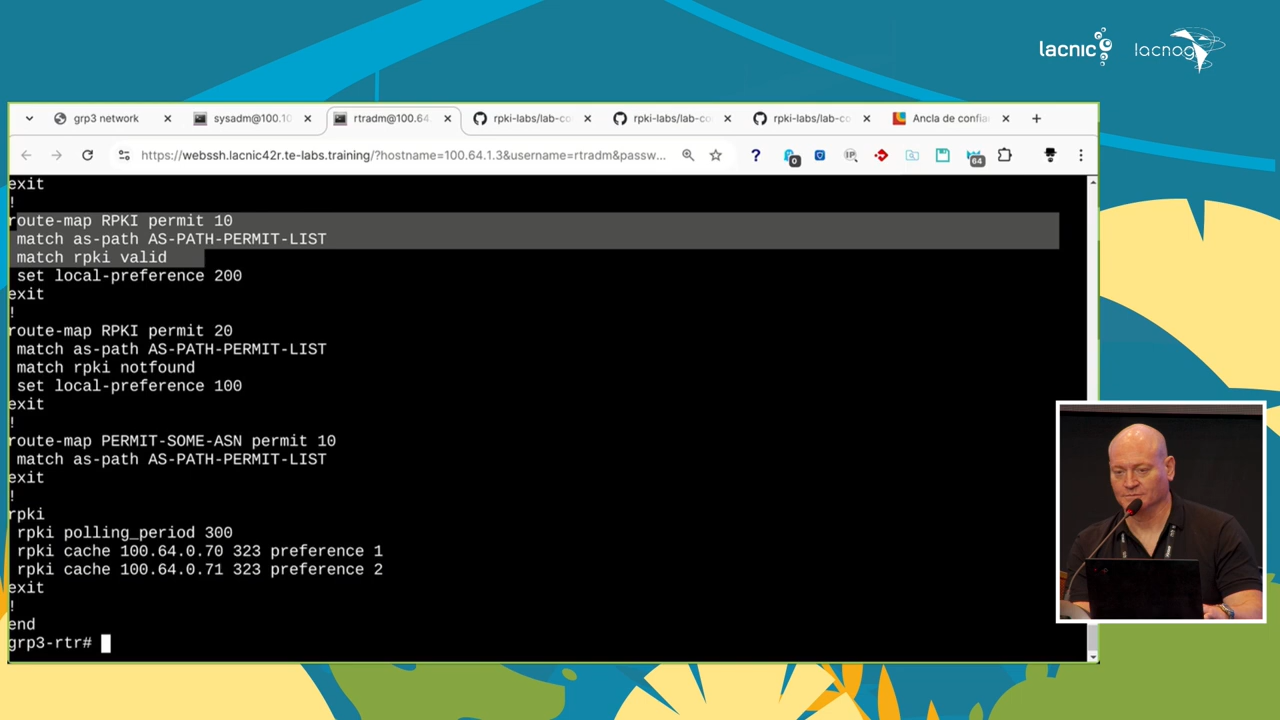 lacnic
lacnog
grp3 network
sysadm@100.10
rtradm@100.64.
rpki-labs/lab-co
rpki-labs/lab-co
rpki-labs/lab-co
Ancla de confia
https://webssh.lacnic42r.te-labs.training/?hostname=100.64.1.3&username=rtradm&passw...
0
IP
64
exit
!
route-map RPKI permit 10
match as-path AS-PATH-PERMIT-LIST
match rpki valid
set local-preference 200
exit
!
route-map RPKI permit 20
match as-path AS-PATH-PERMIT-LIST
match rpki notfound
set local-preference 100
exit
!
route-map PERMIT-SOME-ASN permit 10
match as-path AS-PATH-PERMIT-LIST
exit
!
rpki
rpki polling_period 300
rpki cache 100.64.0.70 323 preference 1
rpki cache 100.64.0.71 323 preference 2
exit
!
end
grp3-rtr#